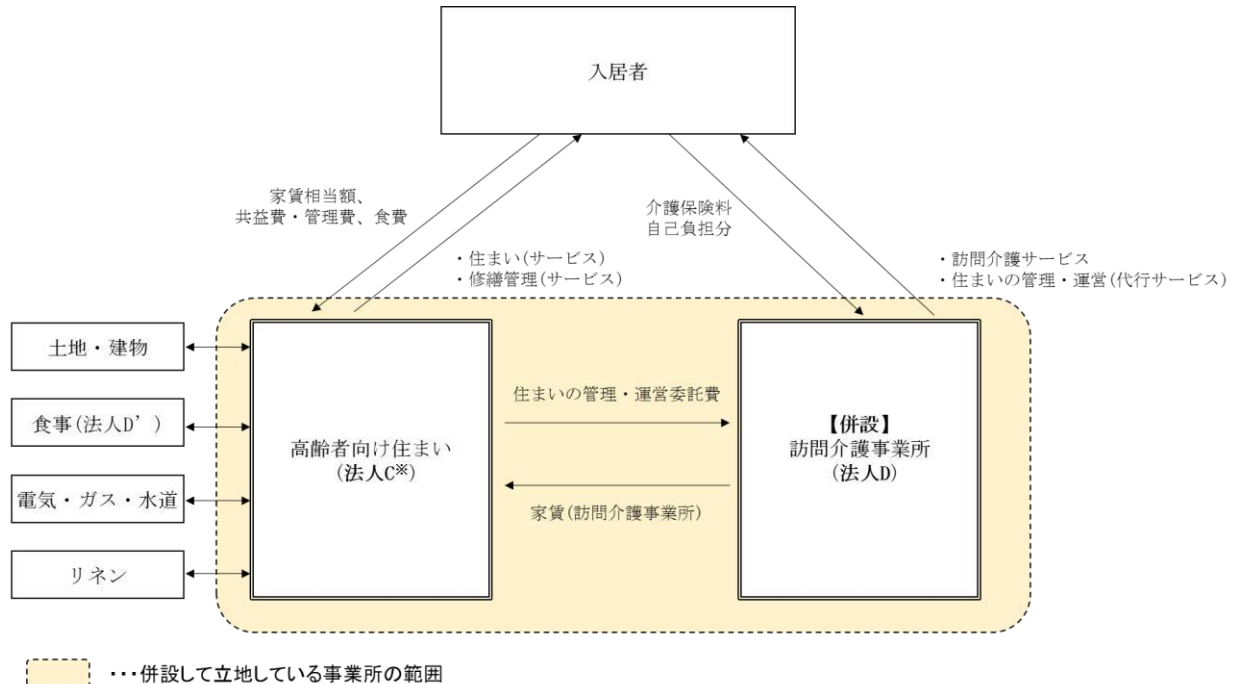 入居者
家賃相当額、
共益費・管理費、食費
・住まい(サービス)
・修繕管理(サービス)
介護保険料
自己負担分
・訪問介護サービス
・住まいの管理・運営(代行サービス)
土地・建物
食事(法人D’)
電気・ガス・水道
リネン
高齢者向け住まい
(法人C※)
住まいの管理・運営委託費
家賃(訪問介護事業所)
【併設】
訪問介護事業所
(法人D)
･･･併設して立地している事業所の範囲